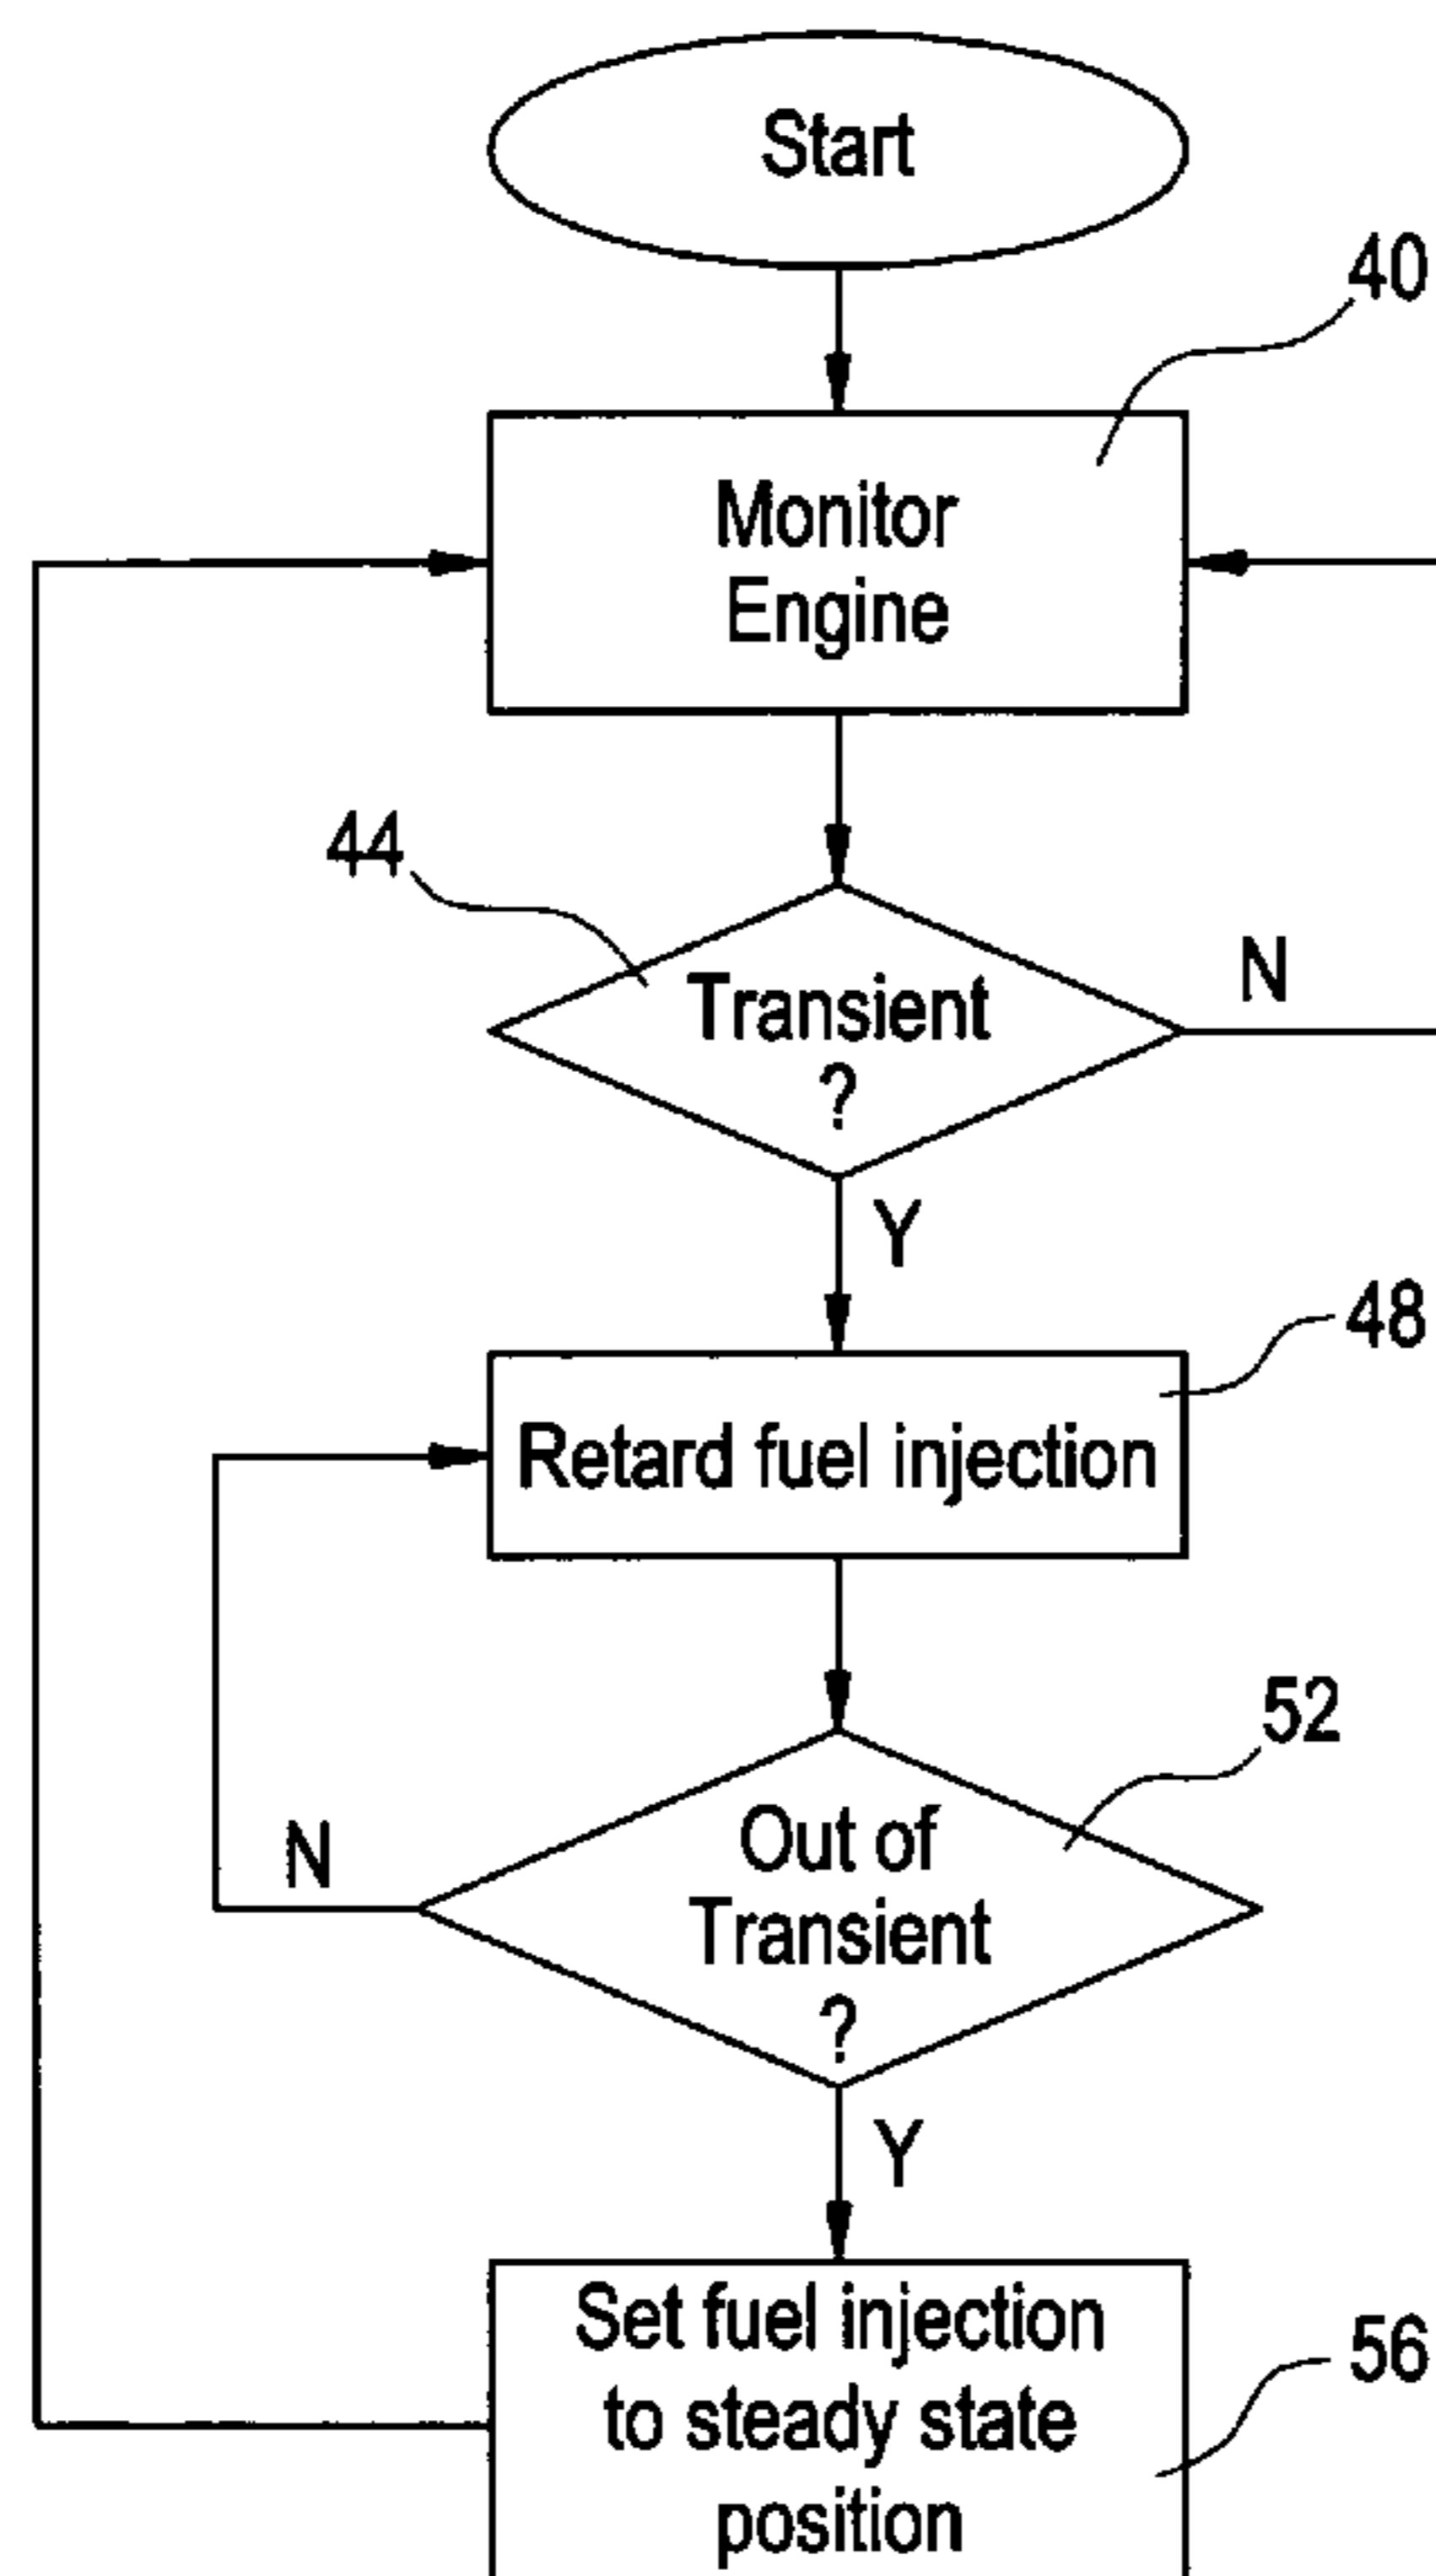 Start
40
Monitor
Engine
44
Transient
?
N
Y
48
Retard fuel injection
52
Out of
Transient
?
N
Y
Set fuel injection
to steady state
position
56